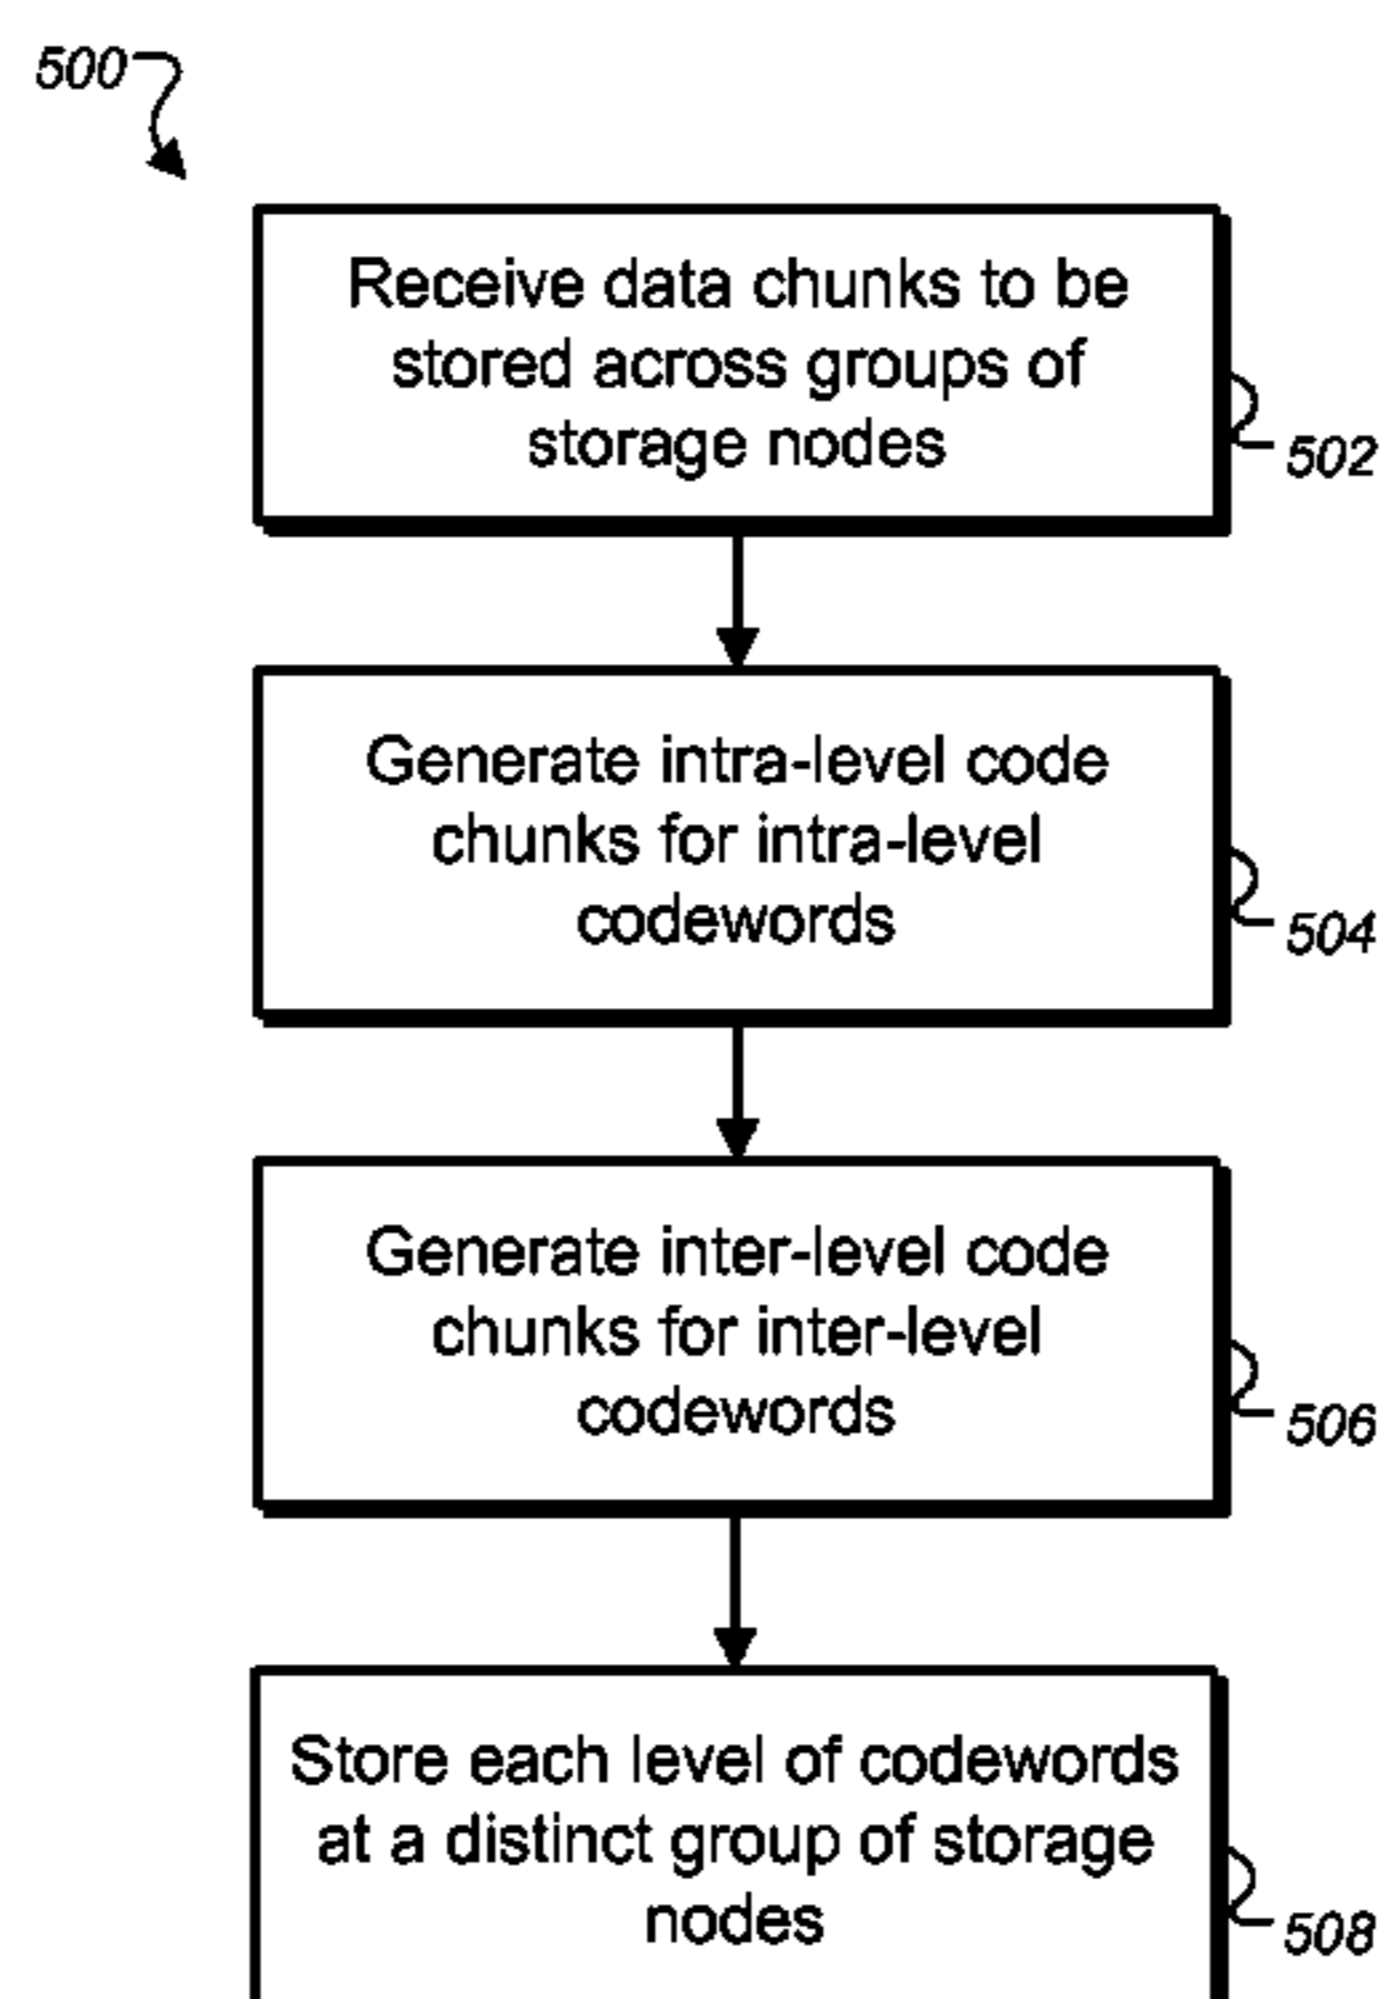 500
Receive data chunks to be
stored across groups of
storage nodes
502
Generate intra-level code
chunks for intra-level
codewords
504
Generate inter-level code
chunks for inter-level
codewords
506
Store each level of codewords
at a distinct group of storage
nodes
508